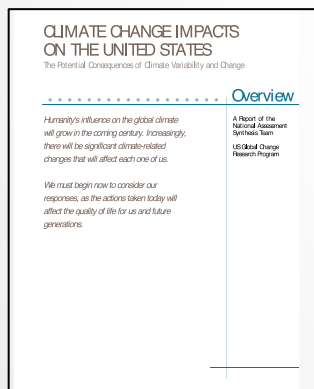 CLIMATE CHANGE IMPACTS
ON THE UNITED STATES
The Potential Consequences of Climate Variability and Change
Overview
Humanity's influence on the global climate
will grow in the coming century. Increasingly,
there will be significant climate-related
changes that will affect each one of us.
We must begin now to consider our
responses, as the actions taken today will
affect the quality of life for us and future
generations.
A Report of the
National Assessment
Synthesis Team
US Global Change
Research Program